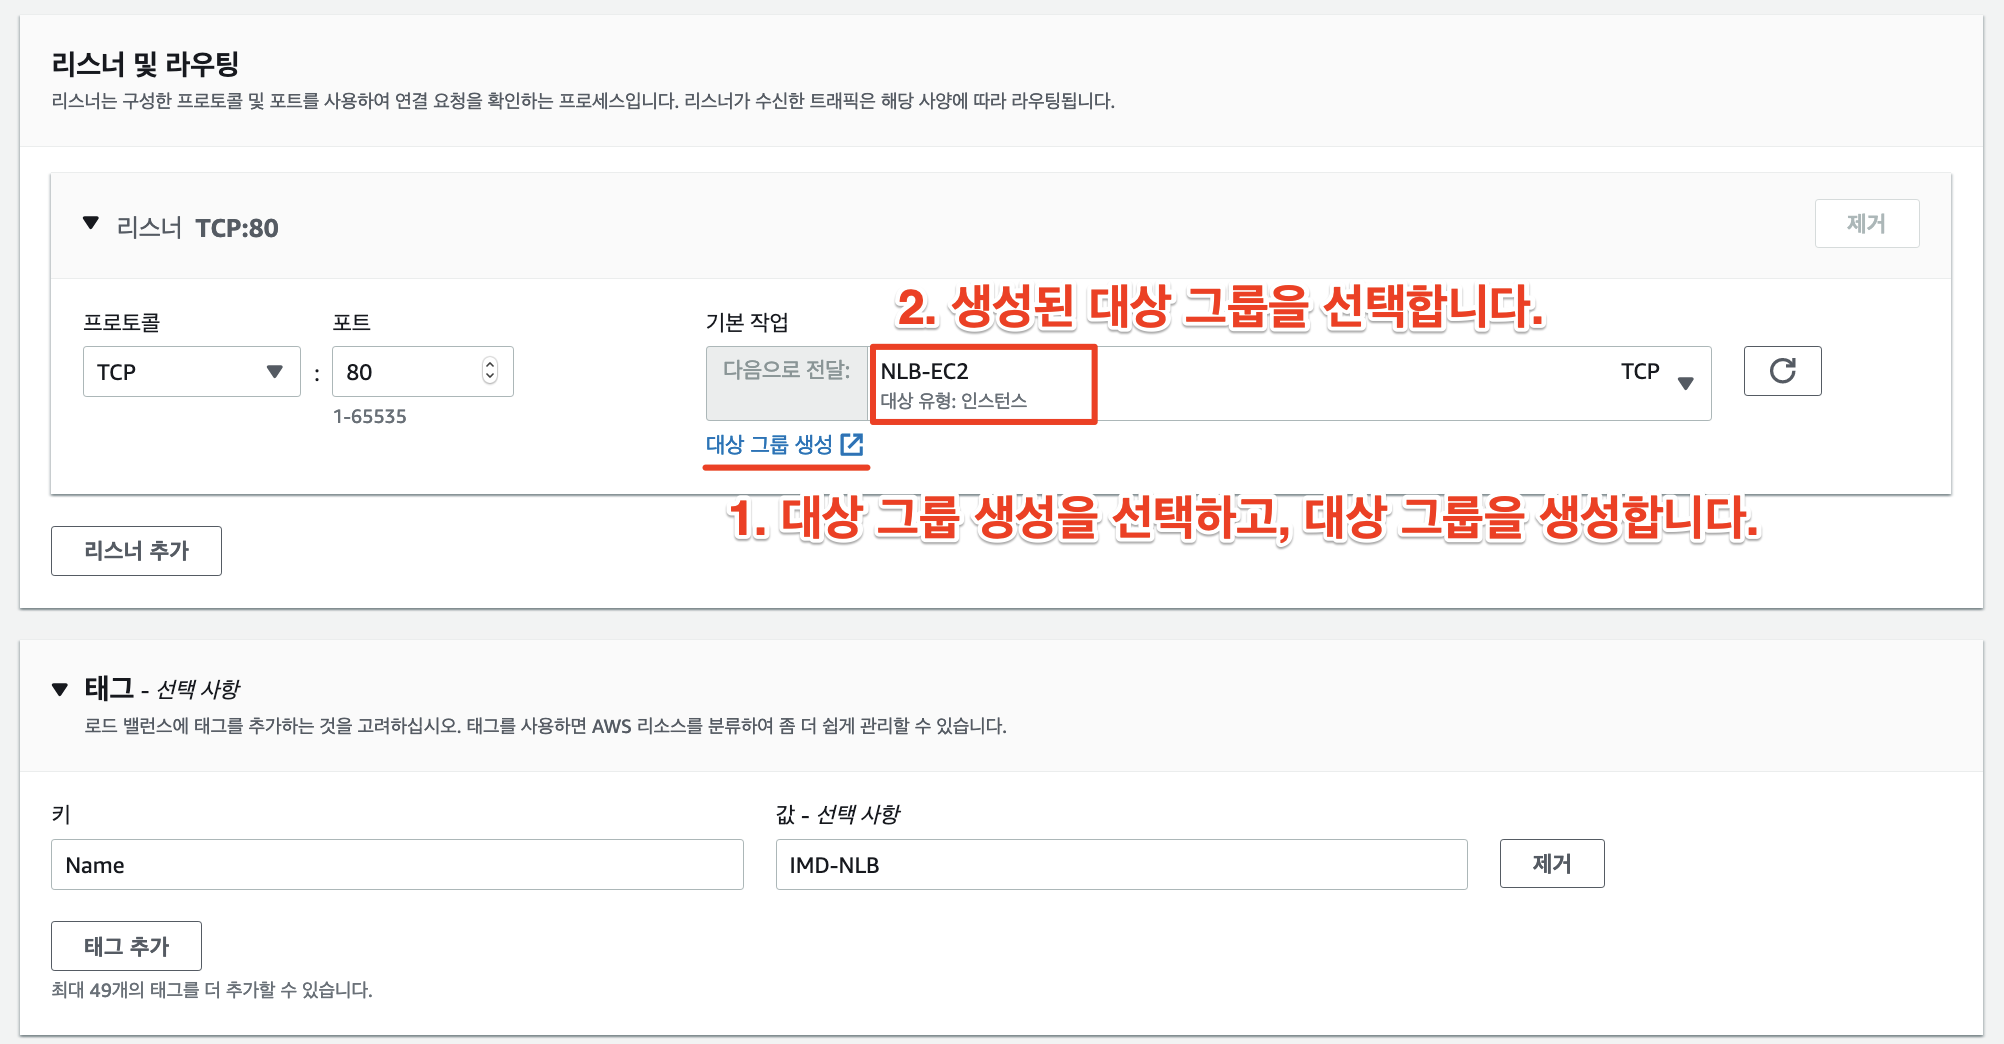 리스너 및 라우팅
리스너는 구성한 프로토콜 및 포트를 사용하여 연결 요청을 확인하는 프로세스입니다. 리스너가 수신한 트래픽은 해당 사양에 따라 라우팅됩니다.
리스너 TCP:80
제거
2. 생성된 대상 그룹을 선택합니다.
프로토콜
포트
기본 작업
TCP
:
80
1-65535
다음으로 전달:
NLB-EC2
대상 유형: 인스턴스
TCP
대상 그룹 생성
1. 대상 그룹 생성을 선택하고, 대상 그룹을 생성합니다.
리스너 추가
태그 - 선택 사항
로드 밸런스에 태그를 추가하는 것을 고려하십시오. 태그를 사용하면 AWS 리소스를 분류하여 좀 더 쉽게 관리할 수 있습니다.
키
값 - 선택 사항
Name
IMD-NLB
제거
태그 추가
최대 49개의 태그를 더 추가할 수 있습니다.